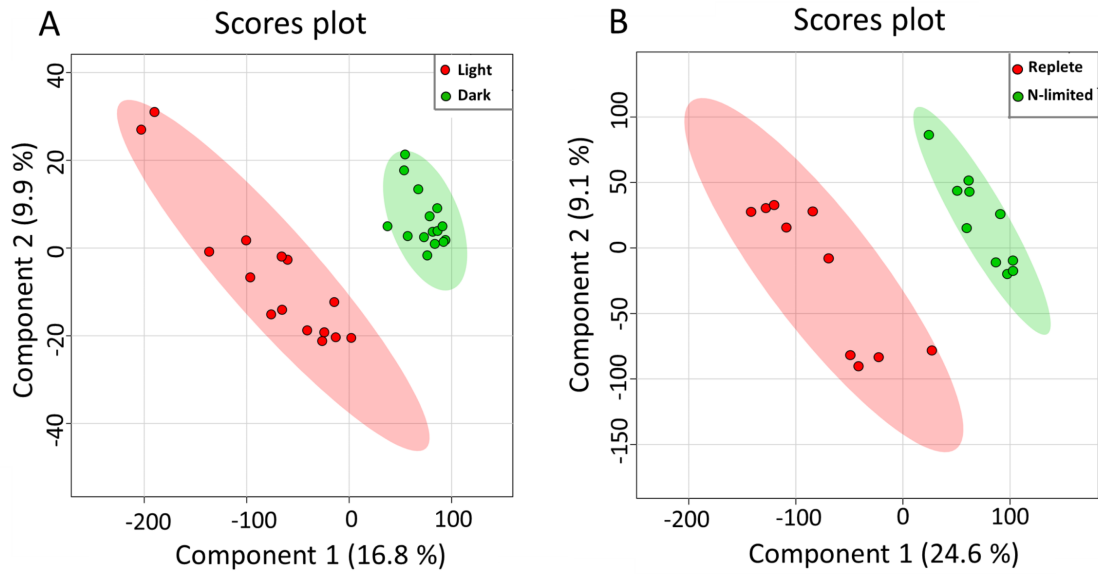 A
Scores plot
Light
Dark
40
20
0
-20
-40
Component 2 (9.9 %)
-200
-100
0
100
Component 1 (16.8 %)
B
Scores plot
Replete
N-limited
100
50
0
-50
-100
-150
Component 2 (9.1 %)
-200
-100
0
100
Component 1 (24.6 %)